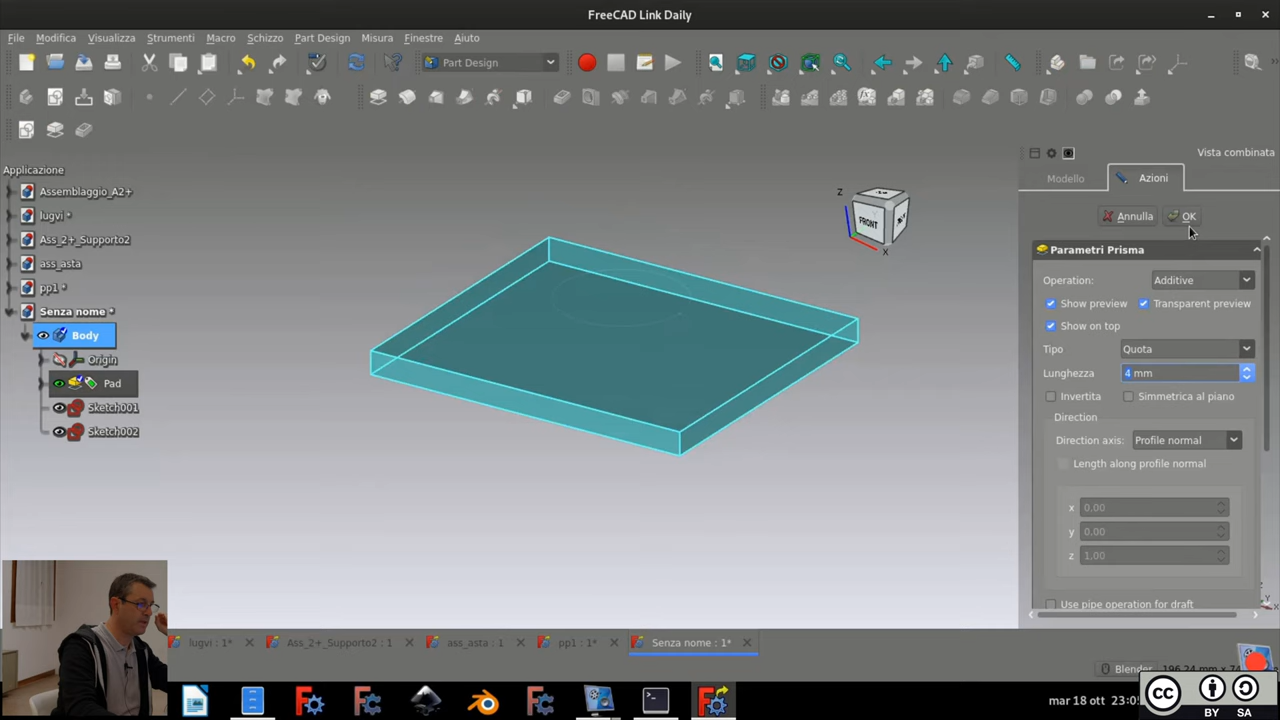 FreeCAD Link Daily
File Modifica Visualizza Strumenti Macro Schizzo Part Design Misura Finestre Aiuto
Part Design
Applicazione
Assemblaggio_A2+
lugvi *
Ass_2+_Supporto2
ass_asta
pp1 *
Senza nome *
Body
Origin
Pad
Sketch001
Sketch002
Z
FRONT
X
Vista combinata
Modello Azioni
Annulla OK
Parametri Prisma
Operation: Additive
Show preview Transparent preview
Show on top
Tipo Quota
Lunghezza 4 mm
Invertita Simmetrica al piano
Direction
Direction axis: Profile normal
Length along profile normal
x 0.00
y 0.00
z 1.00
Use pipe operation for draft
lugvi : 1* Ass_2+_Supporto2 : 1 ass_asta : 1 pp1 : 1* Senza nome : 1*
Blender
mar 18 ott
cc
BY SA